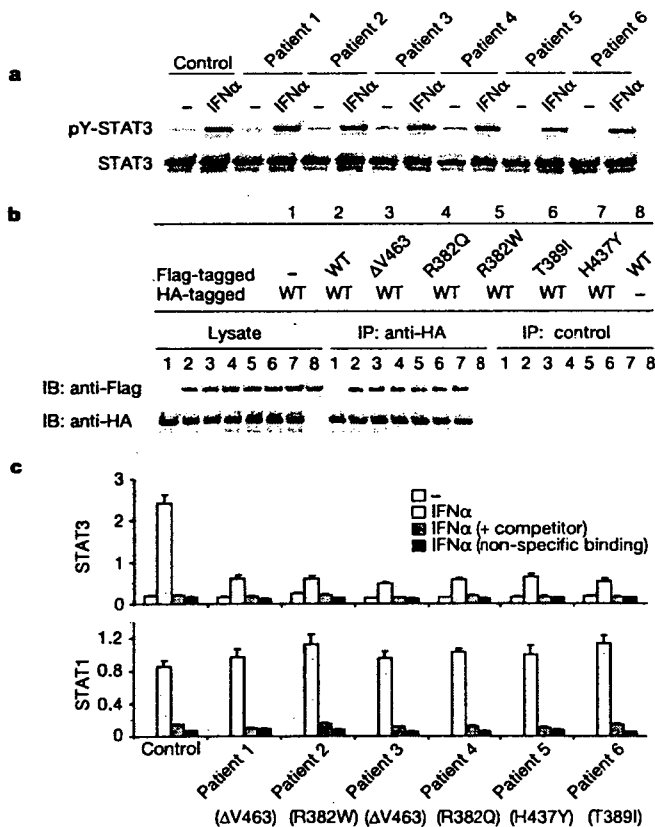 a
Control Patient 1 Patient 2 Patient 3 Patient 4 Patient 5 Patient 6
– IFNα – IFNα – IFNα – IFNα – IFNα – IFNα – IFNα
pY-STAT3
STAT3
b
1 2 3 4 5 6 7 8
Flag-tagged – WT ΔV463 R382Q R382W T389I H437Y WT
HA-tagged WT WT WT WT WT WT WT –
Lysate IP: anti-HA IP: control
1 2 3 4 5 6 7 8 1 2 3 4 5 6 7 8 1 2 3 4 5 6 7 8
IB: anti-Flag
IB: anti-HA
c
3
2
1
0
STAT3
–
IFNα
IFNα (+ competitor)
IFNα (non-specific binding)
1.2
0.8
0.4
0
STAT1
Control Patient 1 Patient 2 Patient 3 Patient 4 Patient 5 Patient 6
(ΔV463) (R382W) (ΔV463) (R382Q) (H437Y) (T389I)